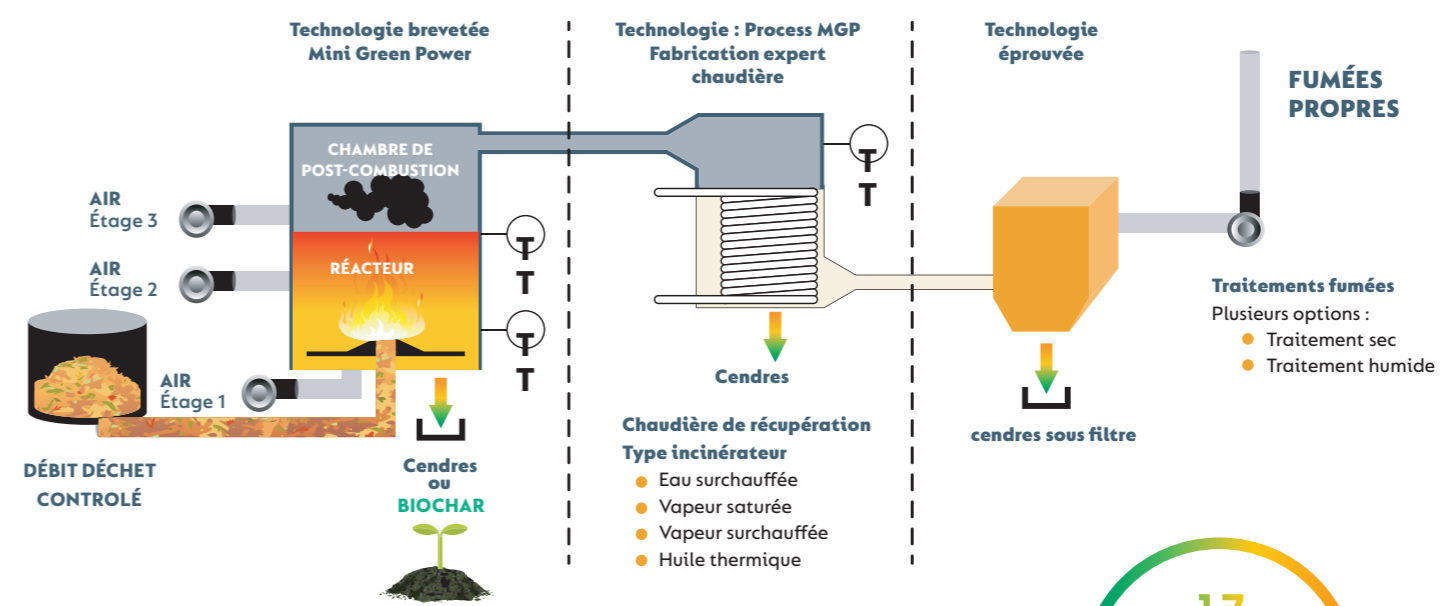 Technologie brevetée
Mini Green Power
Technologie : Process MGP
Fabrication expert
chaudière
Technologie
éprouvée
FUMÉES
PROPRES
CHAMBRE DE
POST-COMBUSTION
T
T
AIR
Étage 3
AIR
Étage 2
RÉACTEUR
T
T
T
T
AIR
Étage 1
DÉBIT DÉCHET
CONTROLÉ
Cendres
ou
BIOCHAR
Cendres
Chaudière de récupération
Type incinérateur
Eau surchauffée
Vapeur saturée
Vapeur surchauffée
Huile thermique
cendres sous filtre
Traitements fumées
Plusieurs options :
Traitement sec
Traitement humide
17